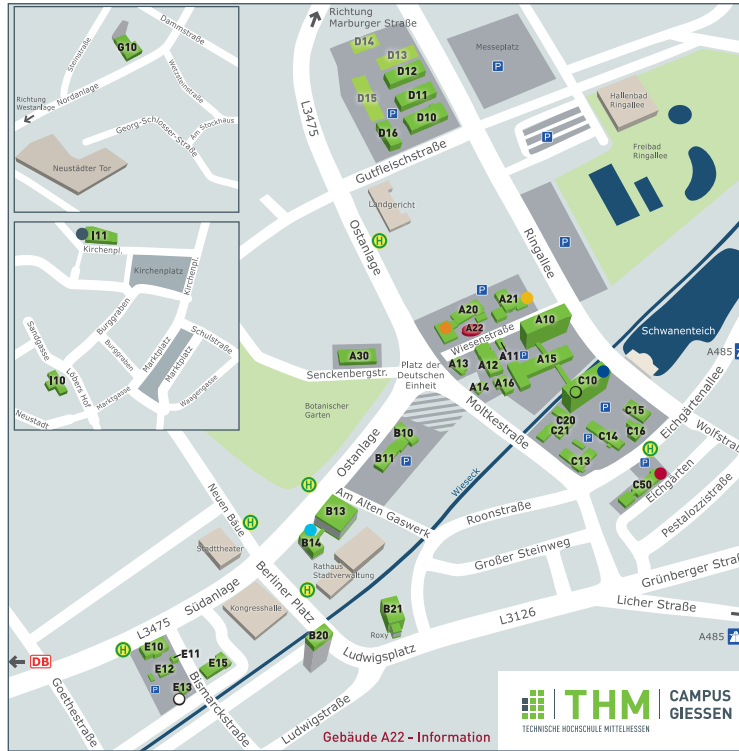 G10
Dammstraße
Steinstraße
Wetzsteinstraße
Richtung
Westanlage
Nordanlage
Georg-Schlosser-Straße
Am Stockhaus
Neustädter Tor
I11
Kirchenpl.
Kirchenplatz
Kirchenpl.
Burggraben
Burggraben
Sandgasse
Löbers Hof
Marktplatz
Marktplatz
Schulstraße
Marktgasse
Waagengasse
I10
Neustadt
Richtung
Marburger Straße
L3475
D14
D13
D12
D15
D11
D10
D16
P
Gutfleischstraße
Messeplatz
P
P
Hallenbad
Ringallee
Freibad
Ringallee
Landgericht
H
Ostanlage
Ringallee
P
P
A20
A21
A22
A10
Wiesenstraße
A11
P
A15
A13
A12
A14
A16
Schwanenteich
A485
A30
Senckenbergstr.
Platz der
Deutschen
Einheit
Botanischer
Garten
Moltkestraße
C10
P
C15
C20
C21
C14
C16
P
C13
Eichgärtenallee
Wolfstraße
H
P
C50
Eichgärten
Pestalozzistraße
B10
B11
P
Ostanlage
Wieseck
Am Alten Gaswerk
Roonstraße
Großer Steinweg
H
B13
B14
Neuen Bäue
H
Stadttheater
Rathaus
Stadtverwaltung
Berliner Platz
H
Kongresshalle
Südanlage
L3475
B21
Roxy
B20
Ludwigsplatz
L3126
Grünberger Straß
Licher Straße
A485
H
DB
E10
E11
E12
E15
P
E13
Goethestraße
Bismarckstraße
Ludwigstraße
Gebäude A22 - Information
THM
CAMPUS
GIESSEN
TECHNISCHE HOCHSCHULE MITTELHESSEN